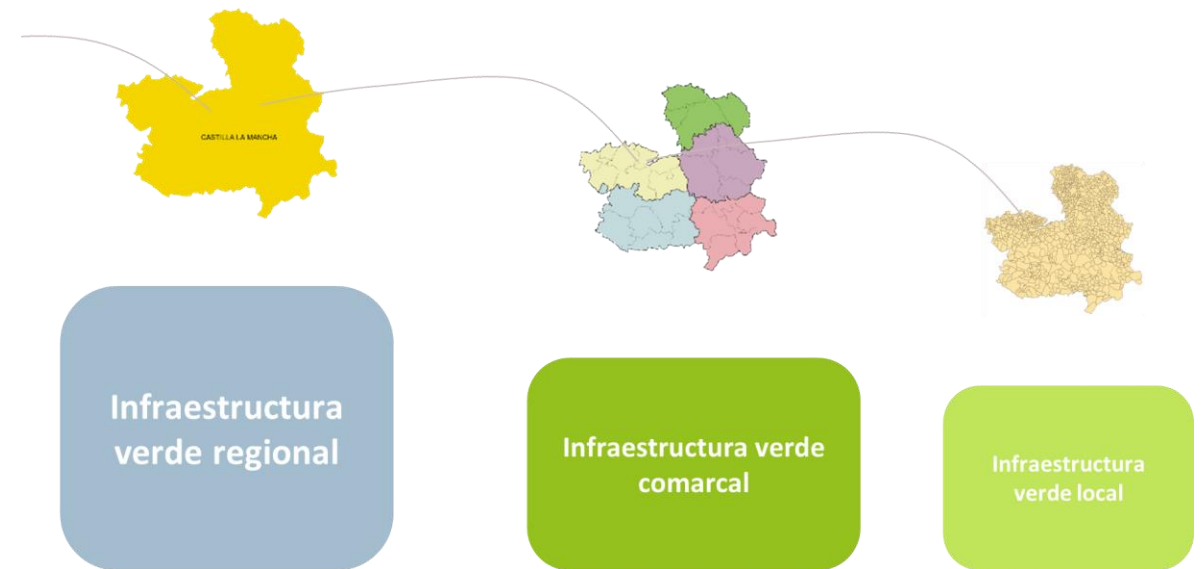 CASTILLA LA MANCHA
Infraestructura
verde regional
Infraestructura verde
comarcal
Infraestructura
verde local